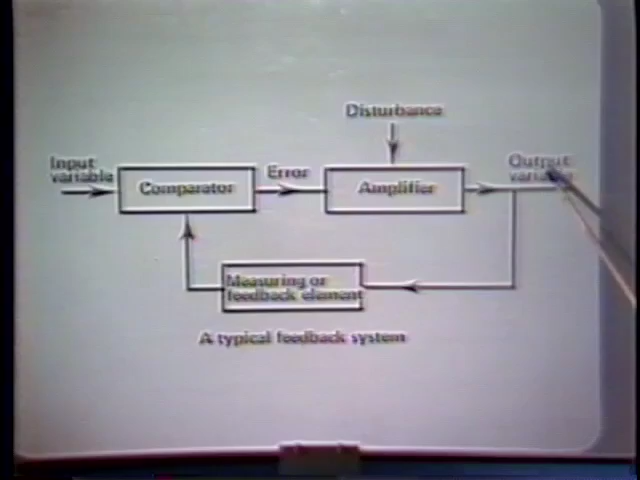 Disturbance
Input
variable
Error
Output
variable
Comparator
Amplifier
Measuring or
feedback element
A typical feedback system